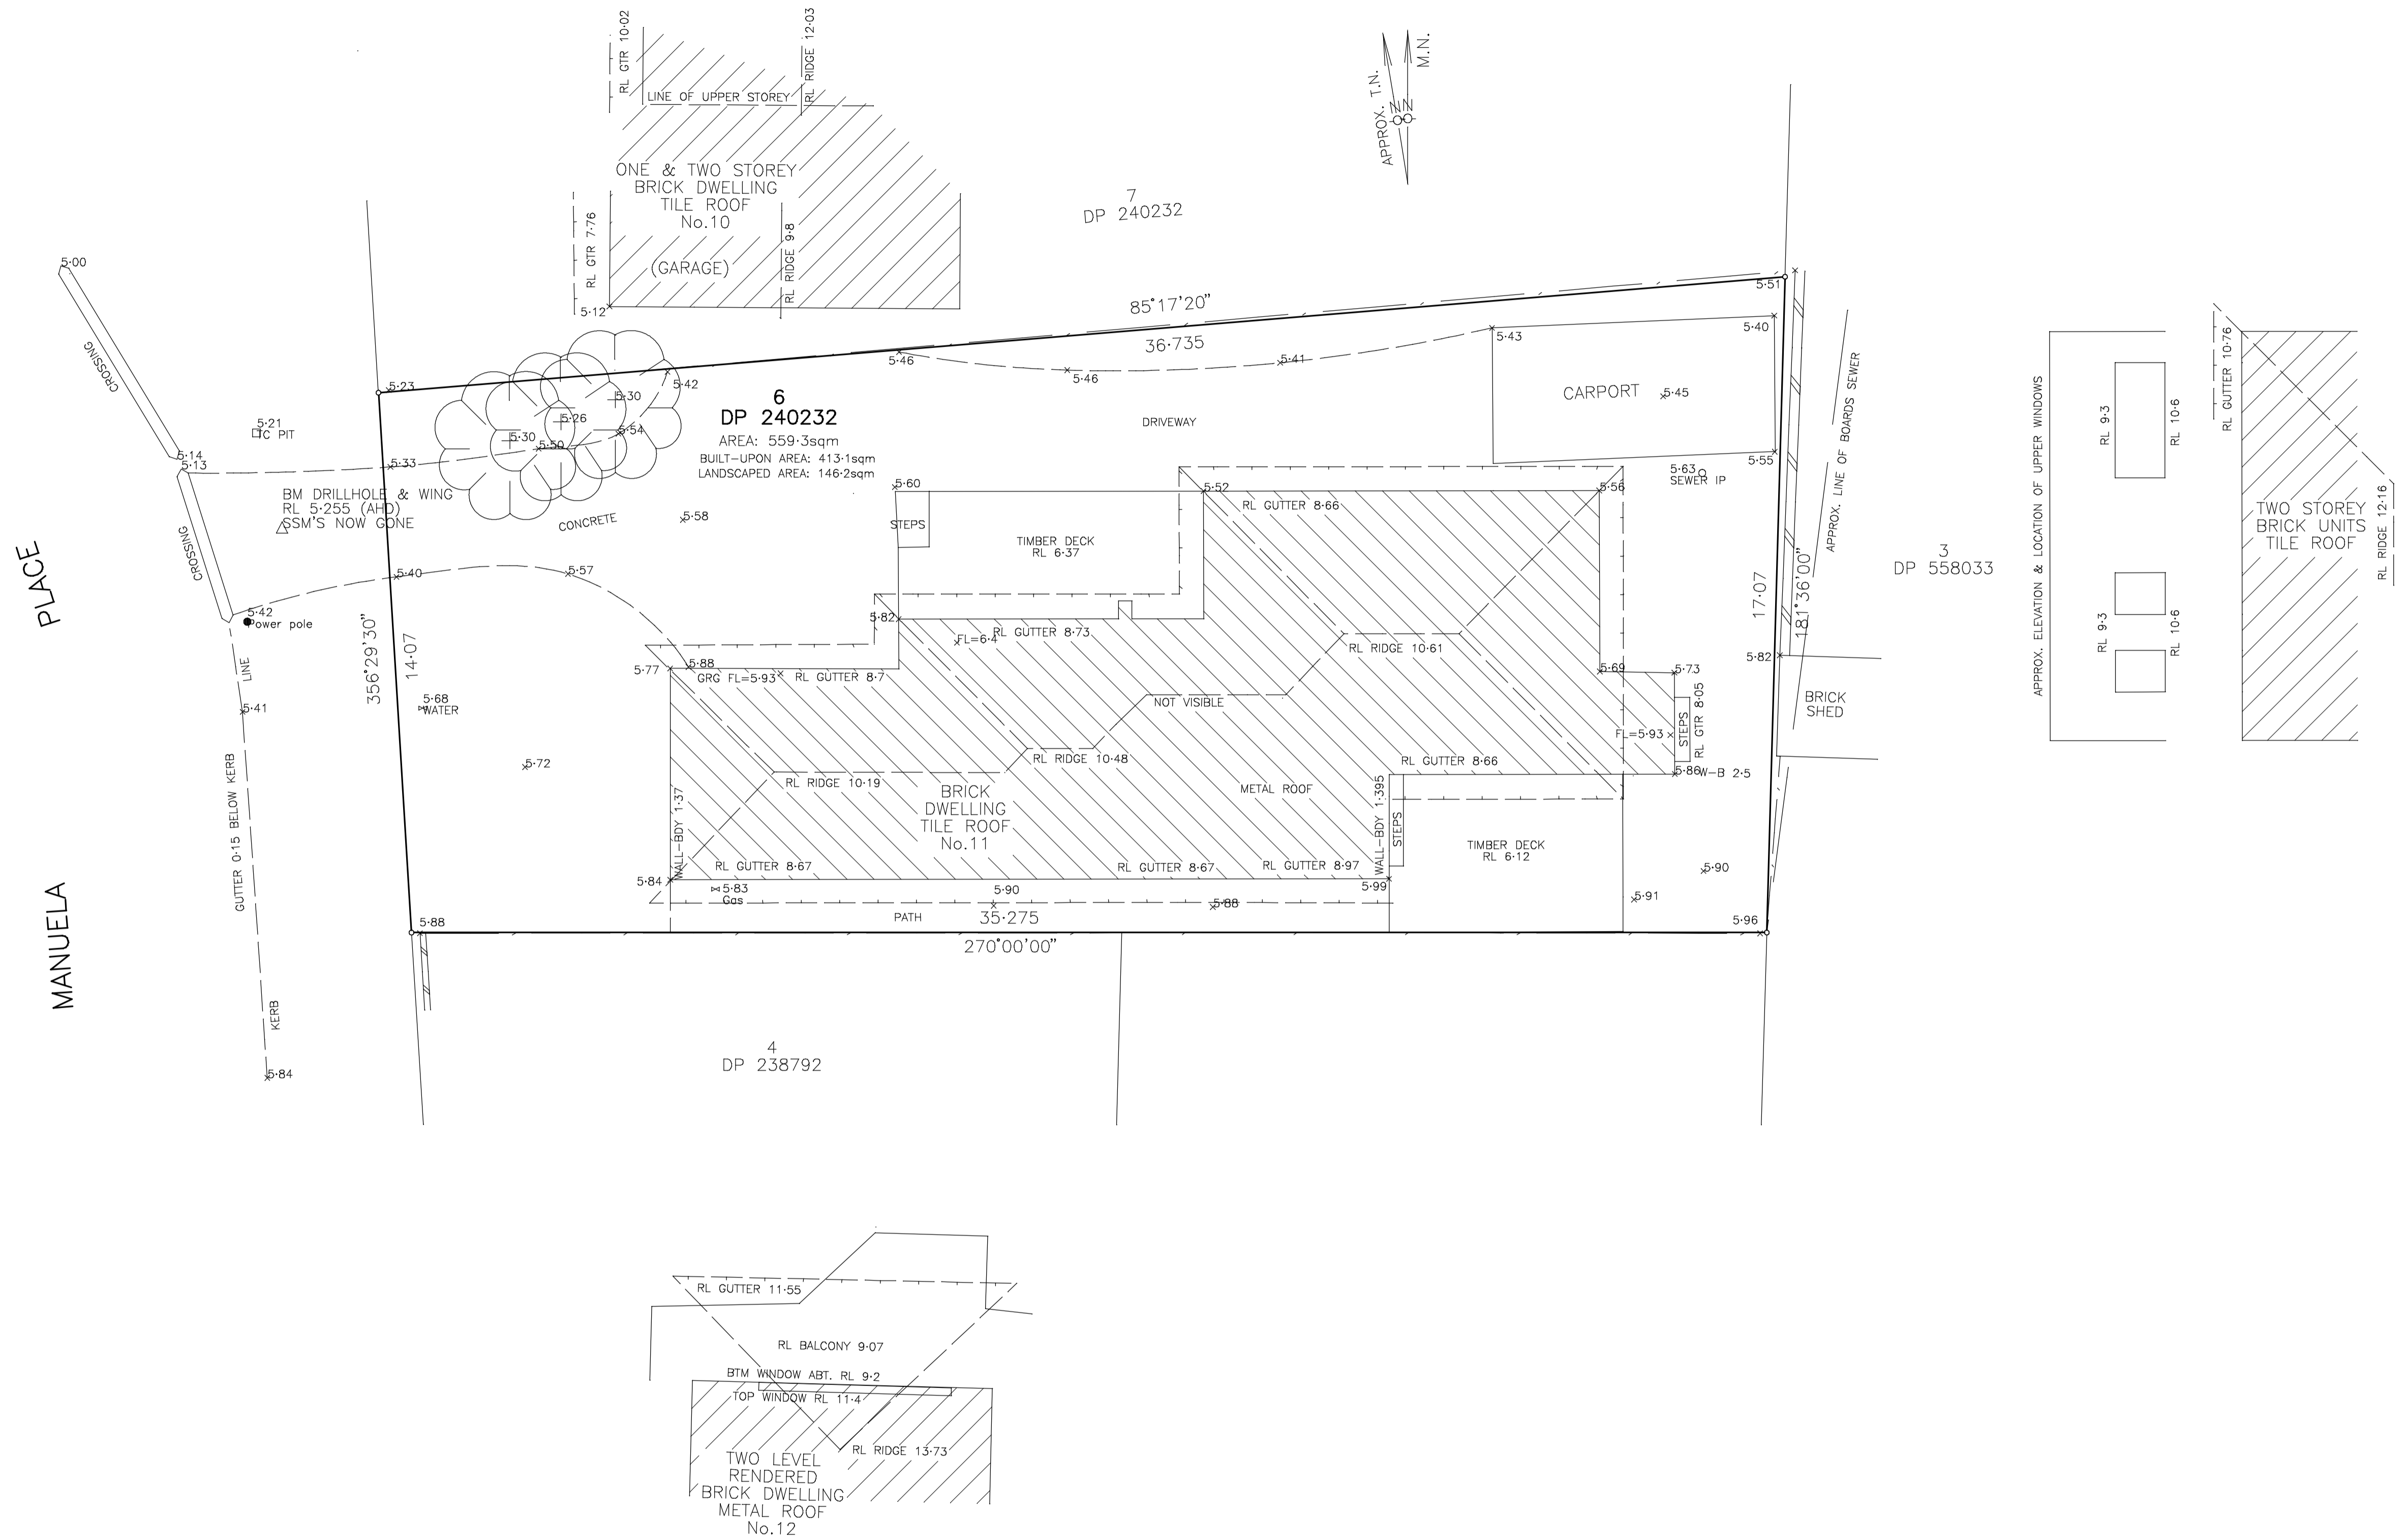 RL GTR 10·02
RL RIDGE 12·03
LINE OF UPPER STOREY
ONE & TWO STOREY
BRICK DWELLING
TILE ROOF
No.10
(GARAGE)
RL GTR 7·76
RL RIDGE 9·8
5·12
APPROX. T.N.
M.N.
N
N
7
DP 240232
5·00
CROSSING
5·14
5·13
CROSSING
5·21
TC PIT
5·23
5·33
BM DRILLHOLE & WING
RL 5·255 (AHD)
SSM'S NOW GONE
5·40
5·42
Power pole
PLACE
MANUELA
LINE
5·41
GUTTER 0·15 BELOW KERB
KERB
5·84
356°29'30"
14·07
5·68
WATER
5·72
5·88
5·30
5·26
5·30
5·50
5·54
5·42
6
DP 240232
AREA: 559·3sqm
BUILT-UPON AREA: 413·1sqm
LANDSCAPED AREA: 146·2sqm
CONCRETE
5·58
5·57
5·46
5·46
5·41
85°17'20"
36·735
DRIVEWAY
5·43
5·40
5·51
CARPORT
5·45
5·55
5·63
SEWER IP
5·60
STEPS
TIMBER DECK
RL 6·37
5·52
RL GUTTER 8·66
5·56
5·82
FL=6·4
RL GUTTER 8·73
RL RIDGE 10·61
5·77
5·88
GRG FL=5·93
RL GUTTER 8·7
NOT VISIBLE
5·69
5·73
STEPS
RL GTR 8·05
FL=5·93
5·86
W-B 2·5
RL RIDGE 10·48
RL RIDGE 10·19
RL GUTTER 8·66
METAL ROOF
BRICK
DWELLING
TILE ROOF
No.11
WALL-BDY 1·37
WALL-BDY 1·395
STEPS
TIMBER DECK
RL 6·12
RL GUTTER 8·67
RL GUTTER 8·67
RL GUTTER 8·97
5·84
5·83
Gas
5·90
5·99
5·88
PATH
35·275
270°00'00"
5·91
5·90
5·96
17·07
181°36'00"
5·82
BRICK
SHED
APPROX. LINE OF BOARDS SEWER
3
DP 558033
APPROX. ELEVATION & LOCATION OF UPPER WINDOWS
RL 9·3
RL 10·6
RL 9·3
RL 10·6
RL GUTTER 10·76
TWO STOREY
BRICK UNITS
TILE ROOF
RL RIDGE 12·16
4
DP 238792
RL GUTTER 11·55
RL BALCONY 9·07
BTM WINDOW ABT. RL 9·2
TOP WINDOW RL 11·4
RL RIDGE 13·73
TWO LEVEL
RENDERED
BRICK DWELLING
METAL ROOF
No.12